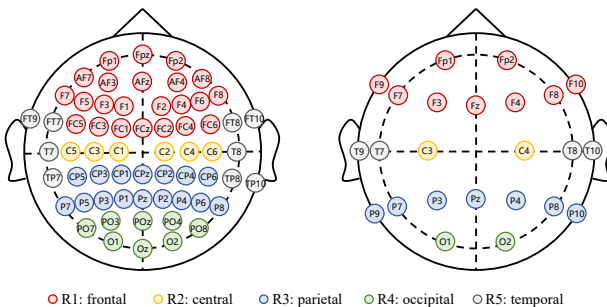 Fp1 Fpz Fp2
AF7 AF3 AFz AF4 AF8
F7 F5 F3 F1 F2 F4 F6 F8
FT9 FT7 FC5 FC3 FC1 FCz FC2 FC4 FC6 FT8 FT10
T7 C5 C3 C1 C2 C4 C6 T8
TP7 CP5 CP3 CP1 CPz CP2 CP4 CP6 TP8 TP10
P7 P5 P3 P1 Pz P2 P4 P6 P8
PO7 PO3 POz PO4 PO8
O1 Oz O2
Fp1 Fp2
F9 F7 F3 Fz F4 F8 F10
T9 T7 C3 C4 T8 T10
P9 P7 P3 Pz P4 P8 P10
O1 O2
R1: frontal R2: central R3: parietal R4: occipital R5: temporal